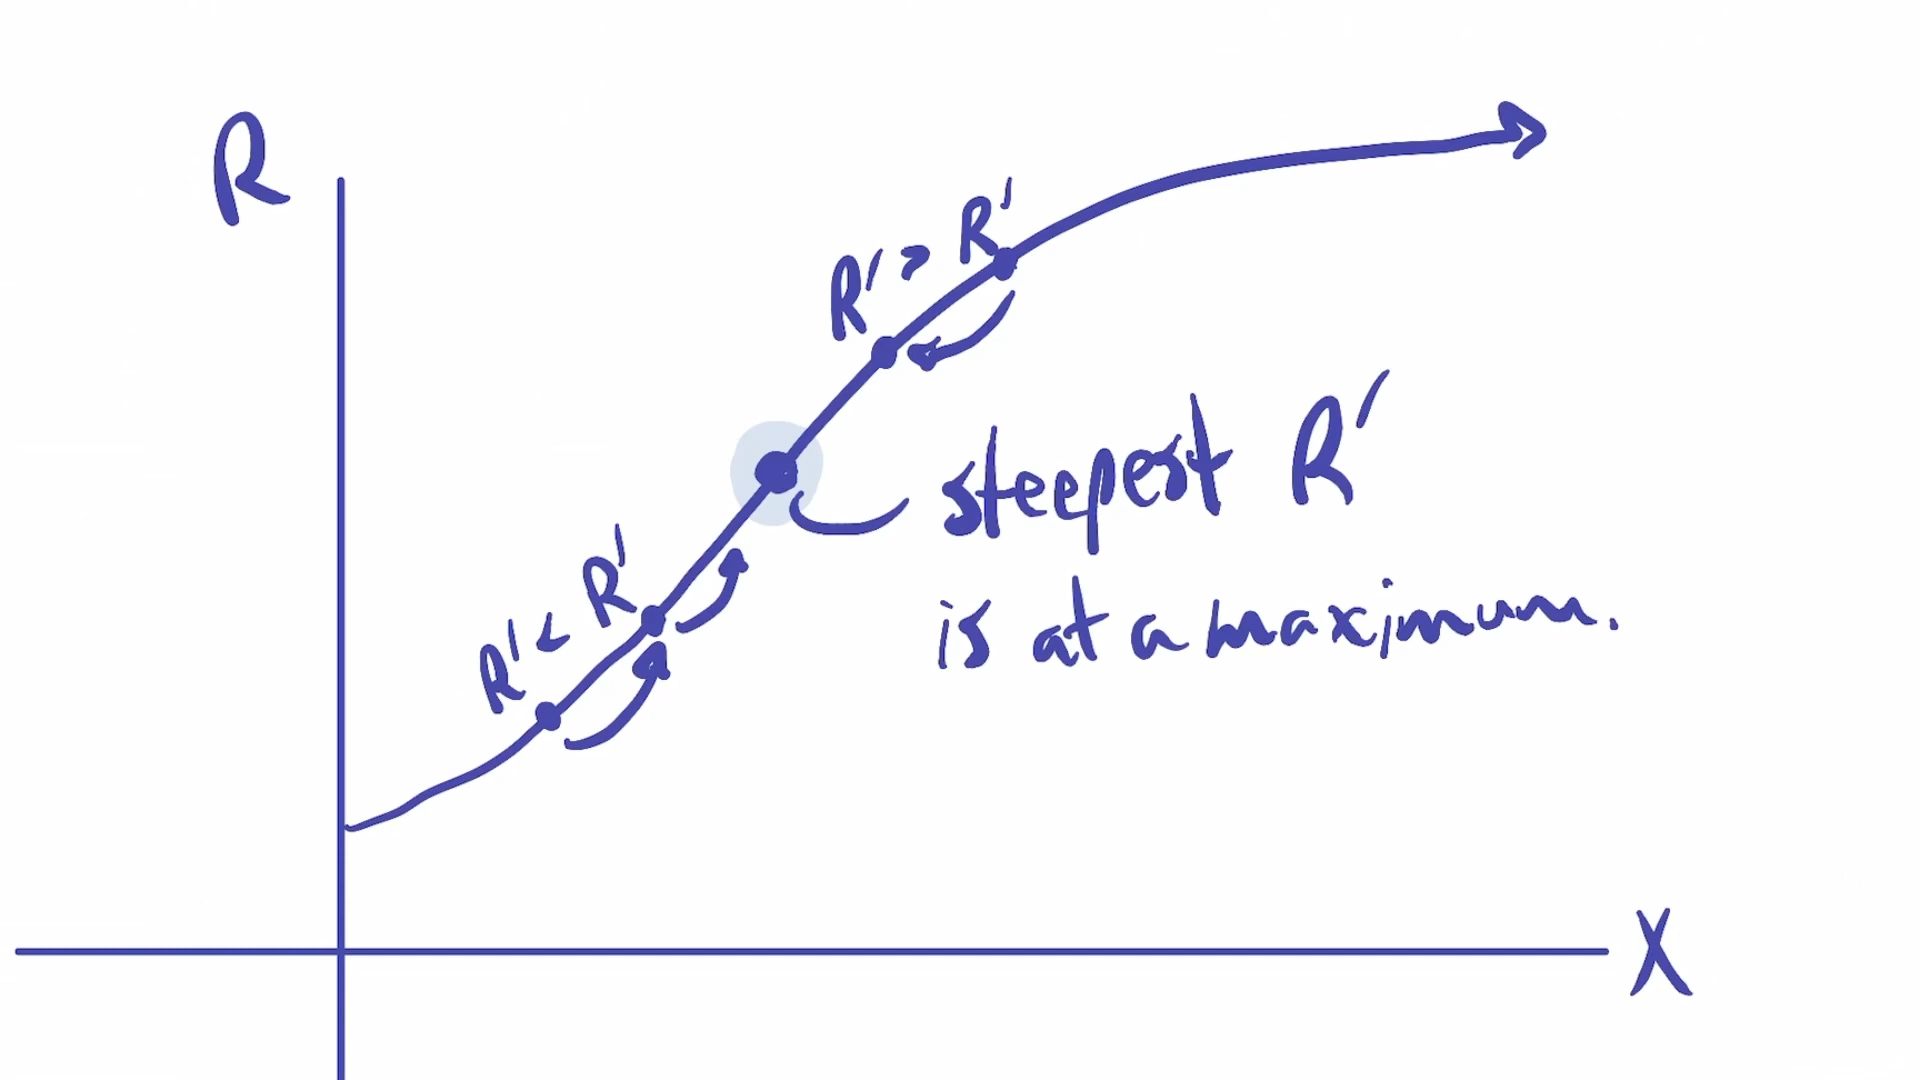 R
R' > R'
steepest R'
is at a maximum.
R' < R'
X